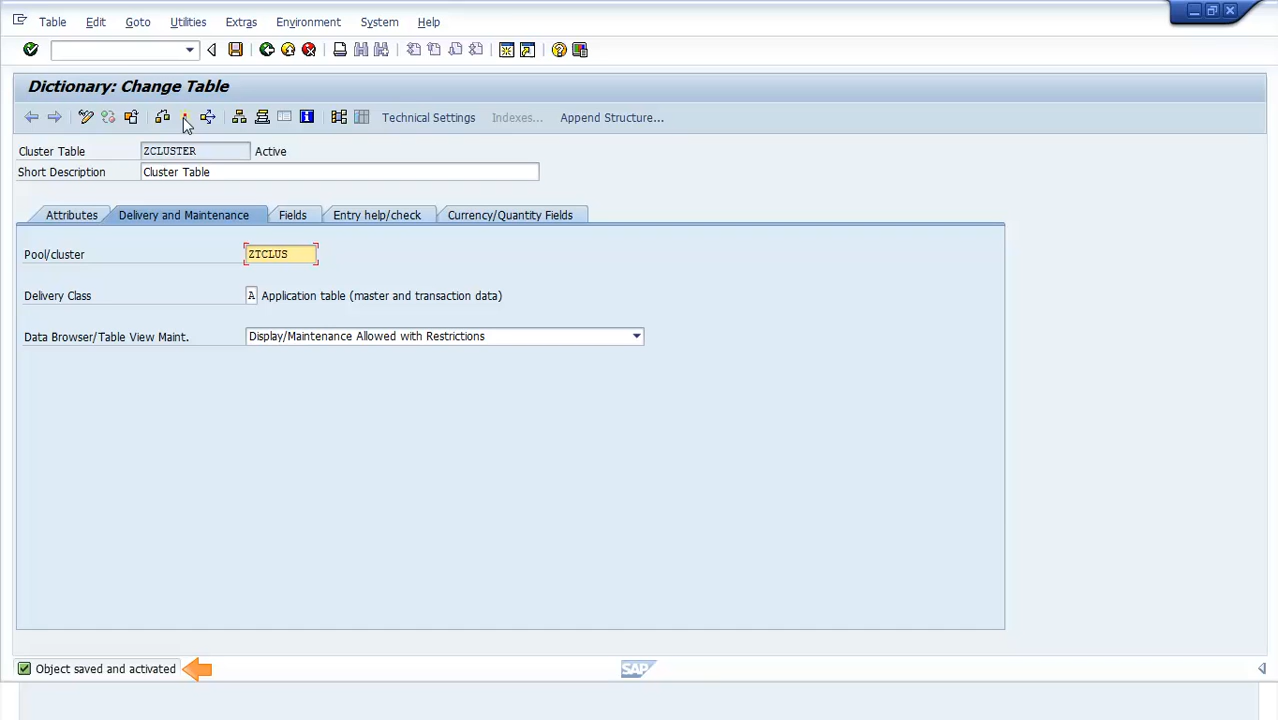 Table Edit Goto Utilities Extras Environment System Help
Dictionary: Change Table
Technical Settings Indexes... Append Structure...
Cluster Table ZCLUSTER Active
Short Description Cluster Table
Attributes Delivery and Maintenance Fields Entry help/check Currency/Quantity Fields
Pool/cluster ZTCLUS
Delivery Class A Application table (master and transaction data)
Data Browser/Table View Maint. Display/Maintenance Allowed with Restrictions
Object saved and activated SAP